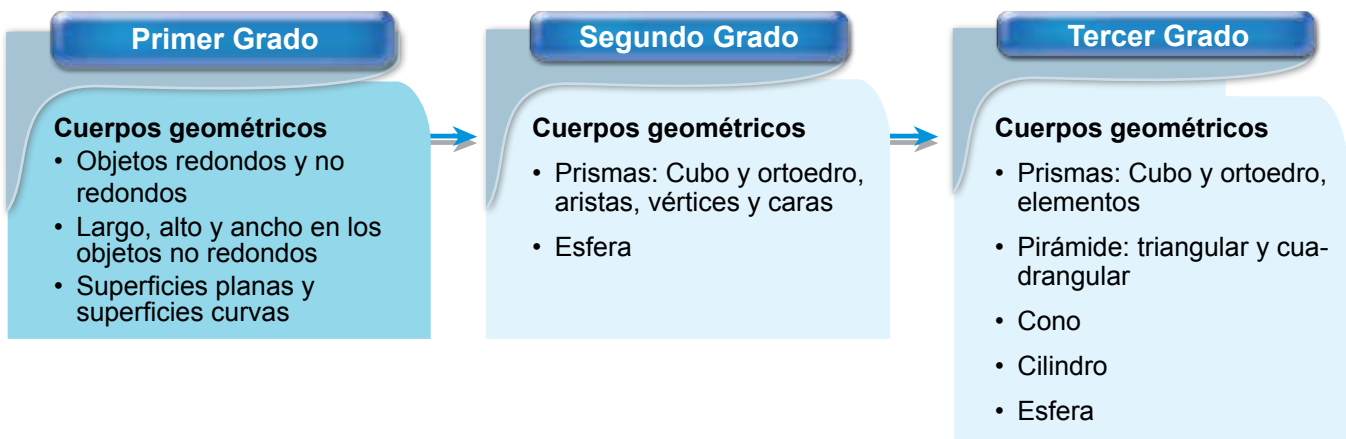 Primer Grado
Cuerpos geométricos
• Objetos redondos y no
redondos
• Largo, alto y ancho en los
objetos no redondos
• Superficies planas y
superficies curvas
Segundo Grado
Cuerpos geométricos
• Prismas: Cubo y ortoedro,
aristas, vértices y caras
• Esfera
Tercer Grado
Cuerpos geométricos
• Prismas: Cubo y ortoedro,
elementos
• Pirámide: triangular y cua-
drangular
• Cono
• Cilindro
• Esfera